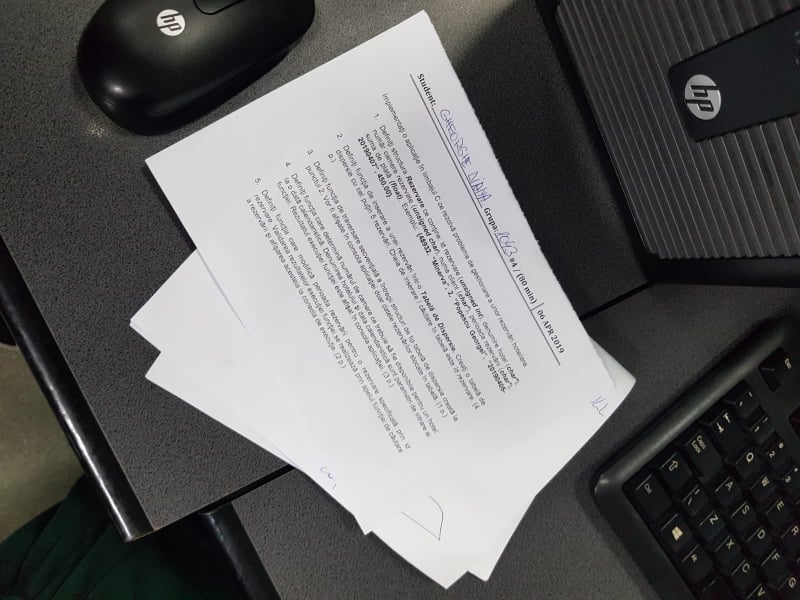 hp
Esc
Caps Lock
Q W E R
A S D F
Z X C
Ctrl
Student: GHEORGHE DIANA Grupa: 1043 #4 / (80 min) | 06 APR 2019
Implementați o aplicație în limbajul C ce rezolvă probleme de gestionare a unor rezervări hoteliere.
1. Definiți structura Rezervare ce conține: id rezervare (unsigned int), denumire hotel (char*),
număr camere rezervate (unsigned char), nume client (char*), perioada rezervării (char*),
suma de plată (float). Exemplu: {46932, "Minerva", 2, "Popescu Georgel", "20190405-
20190407", 450.00}.
2. Definiți funcția de inserare a unei rezervări într-o Tabelă de Dispersie. Creați o tabelă de
dispersie cu cel puțin 5 rezervări. Cheia de inserare / căutare în tabelă este id rezervare. (4
p.)
3. Definiți funcția de traversare secvențială a întregii structuri de tip tabelă de dispersie creată la
punctul 2. Vor fi afișate în consola aplicației doar datele rezervărilor stocate în tabelă. (1 p.)
4. Definiți funcția care determină numărul de camere ce trebuie să fie disponibile pentru un hotel
la o dată calendaristică. Denumirea hotelului și data calendaristică sunt parametri de intrare ai
funcției. Rezultatul execuției funcției este afișat în consola aplicației. (3 p.)
5. Definiți funcția care modifică perioada rezervării pentru o rezervare specificată prin id
rezervare. Validarea rezultatelor execuției funcției se realizează prin apelul funcției de căutare
a rezervării și afișarea acesteia la consola de execuție. (2 p.)
hp